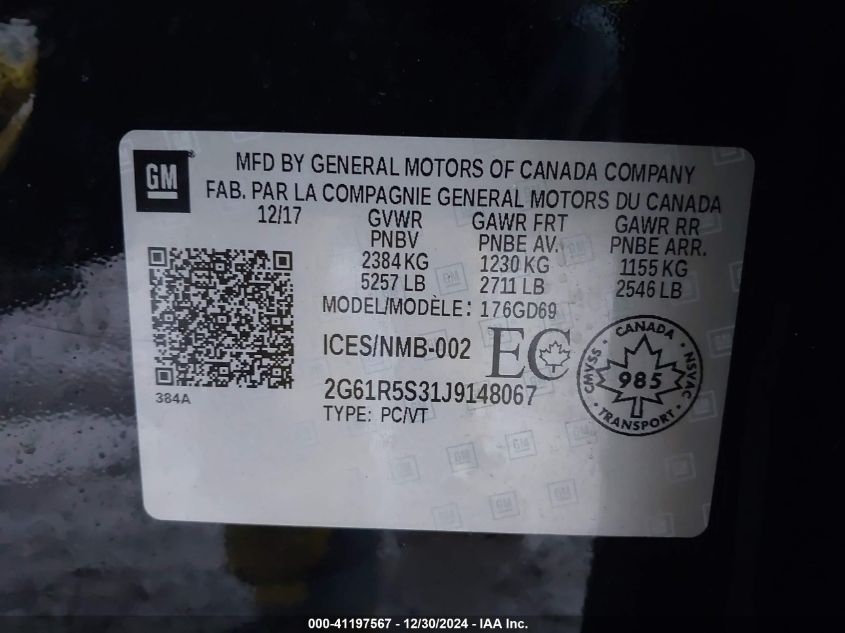 GM
MFD BY GENERAL MOTORS OF CANADA COMPANY
FAB. PAR LA COMPAGNIE GENERAL MOTORS DU CANADA
12/17 GVWR GAWR FRT GAWR RR
PNBV PNBE AV. PNBE ARR.
2384 KG 1230 KG 1155 KG
5257 LB 2711 LB 2546 LB
MODEL/MODÈLE: 176GD69
ICES/NMB-002 EC
2G61R5S31J9148067
TYPE: PC/VT
384A
CANADA
CMVSS 985 NSVAC
TRANSPORT
000-41197567 - 12/30/2024 - IAA Inc.